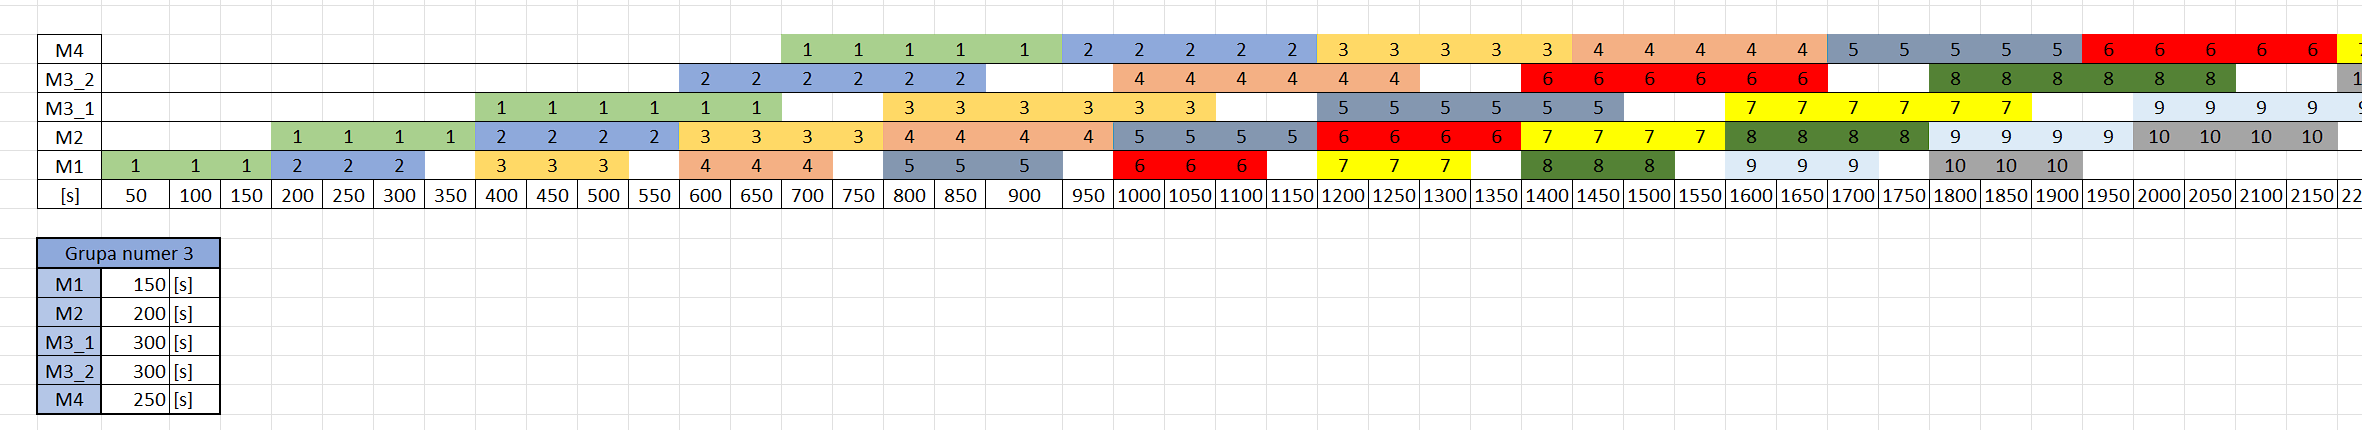 M4 1 1 1 1 1 2 2 2 2 2 3 3 3 3 3 4 4 4 4 4 5 5 5 5 5 6 6 6 6 6
M3_2 2 2 2 2 2 2 4 4 4 4 4 4 6 6 6 6 6 6 8 8 8 8 8 8 1
M3_1 1 1 1 1 1 1 3 3 3 3 3 3 5 5 5 5 5 5 7 7 7 7 7 7 9 9 9 9
M2 1 1 1 1 2 2 2 2 3 3 3 3 4 4 4 4 5 5 5 5 6 6 6 6 7 7 7 7 8 8 8 8 9 9 9 9 10 10 10 10
M1 1 1 1 2 2 2 3 3 3 4 4 4 5 5 5 6 6 6 7 7 7 8 8 8 9 9 9 10 10 10
[s] 50 100 150 200 250 300 350 400 450 500 550 600 650 700 750 800 850 900 950 1000 1050 1100 1150 1200 1250 1300 1350 1400 1450 1500 1550 1600 1650 1700 1750 1800 1850 1900 1950 2000 2050 2100 2150 22
Grupa numer 3
M1 150 [s]
M2 200 [s]
M3_1 300 [s]
M3_2 300 [s]
M4 250 [s]